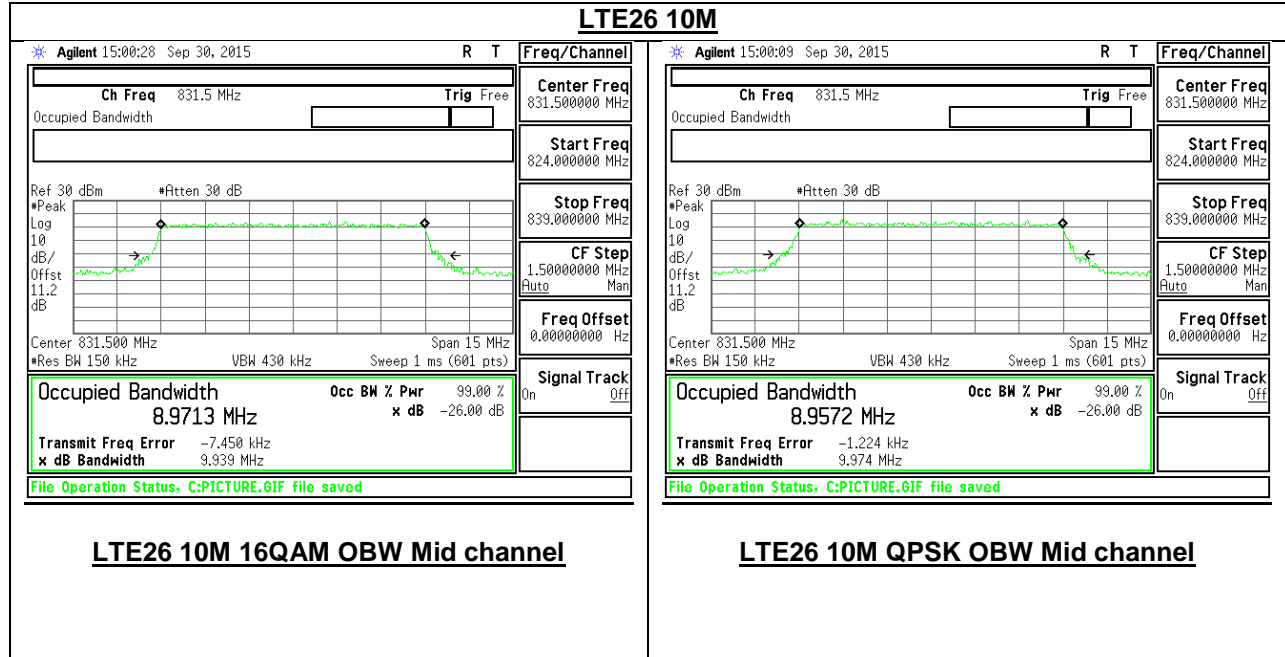 LTE26 10M
Agilent 15:00:28 Sep 30, 2015 R T
Freq/Channel
Ch Freq 831.5 MHz Trig Free
Occupied Bandwidth
Center Freq
831.500000 MHz
Start Freq
824.000000 MHz
Stop Freq
839.000000 MHz
CF Step
1.50000000 MHz
Auto Man
Freq Offset
0.00000000 Hz
Signal Track
On Off
Ref 30 dBm #Atten 30 dB
#Peak
Log
10
dB/
Offst
11.2
dB
Center 831.500 MHz Span 15 MHz
#Res BW 150 kHz VBW 430 kHz Sweep 1 ms (601 pts)
Occupied Bandwidth Occ BW % Pwr 99.00 %
8.9713 MHz x dB -26.00 dB
Transmit Freq Error -7.450 kHz
x dB Bandwidth 9.939 MHz
File Operation Status, C:PICTURE.GIF file saved
LTE26 10M 16QAM OBW Mid channel
Agilent 15:00:09 Sep 30, 2015 R T
Freq/Channel
Ch Freq 831.5 MHz Trig Free
Occupied Bandwidth
Center Freq
831.500000 MHz
Start Freq
824.000000 MHz
Stop Freq
839.000000 MHz
CF Step
1.50000000 MHz
Auto Man
Freq Offset
0.00000000 Hz
Signal Track
On Off
Ref 30 dBm #Atten 30 dB
#Peak
Log
10
dB/
Offst
11.2
dB
Center 831.500 MHz Span 15 MHz
#Res BW 150 kHz VBW 430 kHz Sweep 1 ms (601 pts)
Occupied Bandwidth Occ BW % Pwr 99.00 %
8.9572 MHz x dB -26.00 dB
Transmit Freq Error -1.224 kHz
x dB Bandwidth 9.974 MHz
File Operation Status, C:PICTURE.GIF file saved
LTE26 10M QPSK OBW Mid channel